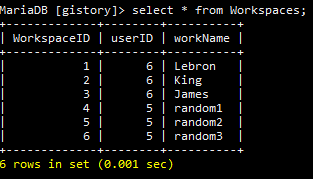 MariaDB [gistory]> select * from Workspaces;
+-------------+--------+----------+
| WorkspaceID | userID | workName |
+-------------+--------+----------+
| 1 | 6 | Lebron |
| 2 | 6 | King |
| 3 | 6 | James |
| 4 | 5 | random1 |
| 5 | 5 | random2 |
| 6 | 5 | random3 |
+-------------+--------+----------+
6 rows in set (0.001 sec)